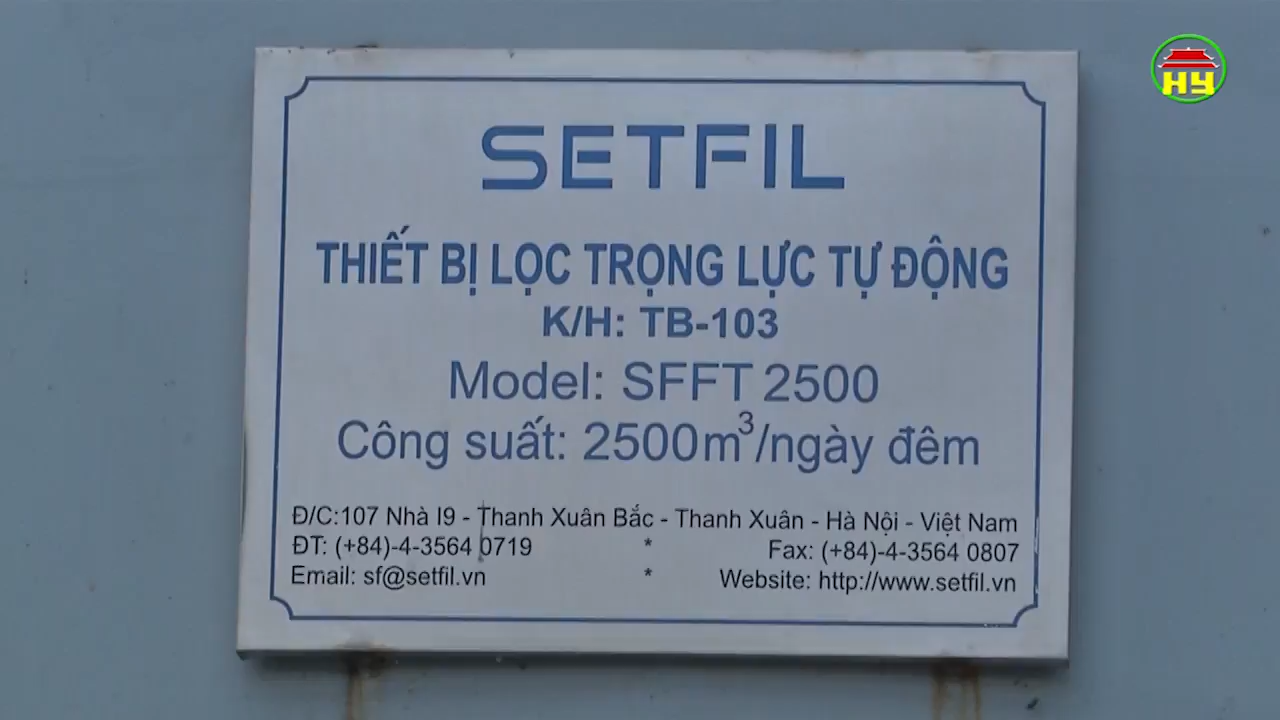 HY
SETFIL
THIẾT BỊ LỌC TRỌNG LỰC TỰ ĐỘNG
K/H: TB-103
Model: SFFT 2500
Công suất: 2500m³/ngày đêm
Đ/C:107 Nhà I9 - Thanh Xuân Bắc - Thanh Xuân - Hà Nội - Việt Nam
ĐT: (+84)-4-3564 0719 * Fax: (+84)-4-3564 0807
Email: sf@setfil.vn * Website: http://www.setfil.vn